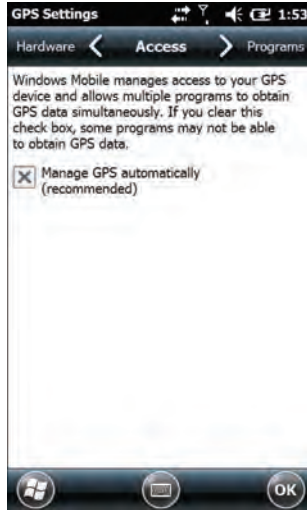 GPS Settings 1:53
Hardware Access Programs
Windows Mobile manages access to your GPS
device and allows multiple programs to obtain
GPS data simultaneously. If you clear this
check box, some programs may not be able
to obtain GPS data.
Manage GPS automatically
(recommended)
OK